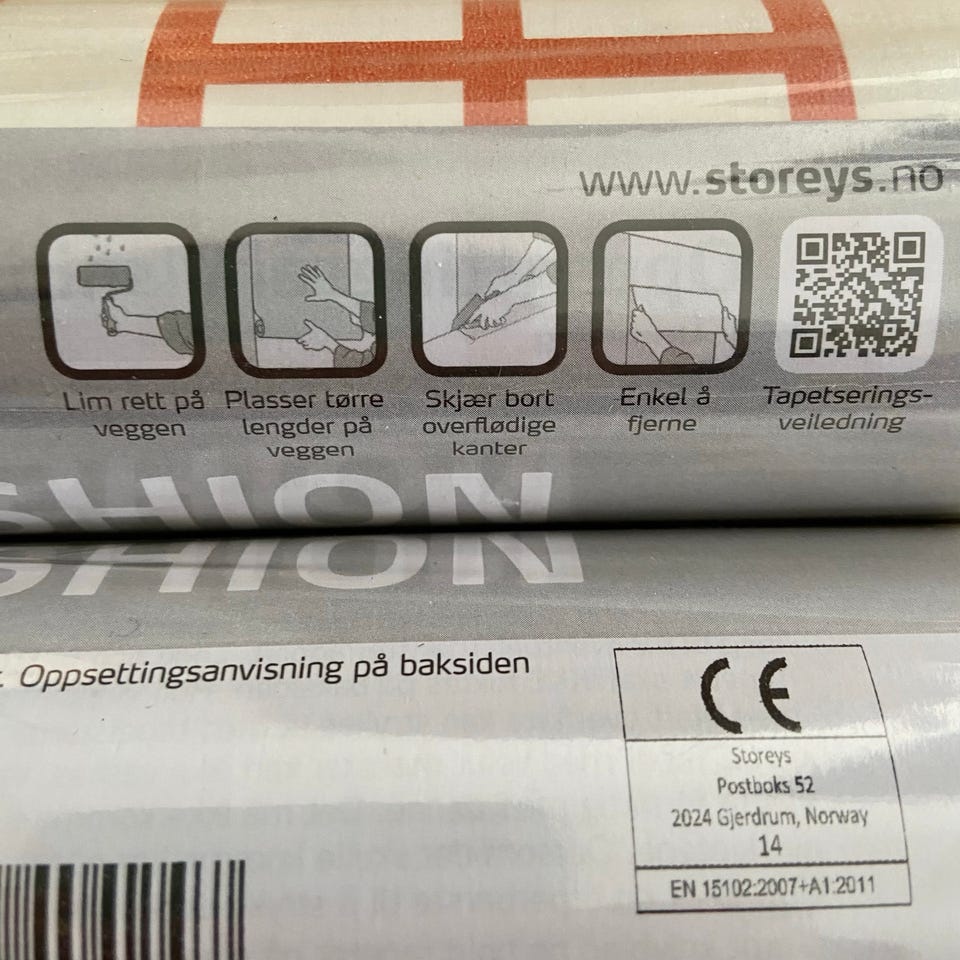 www.storeys.no
Lim rett på
veggen
Plasser tørre
lengder på
veggen
Skjær bort
overflødige
kanter
Enkel å
fjerne
Tapetserings-
veiledning
SHION
SHION
Oppsettingsanvisning på baksiden
CE
Storeys
Postboks 52
2024 Gjerdrum, Norway
14
EN 15102:2007+A1:2011